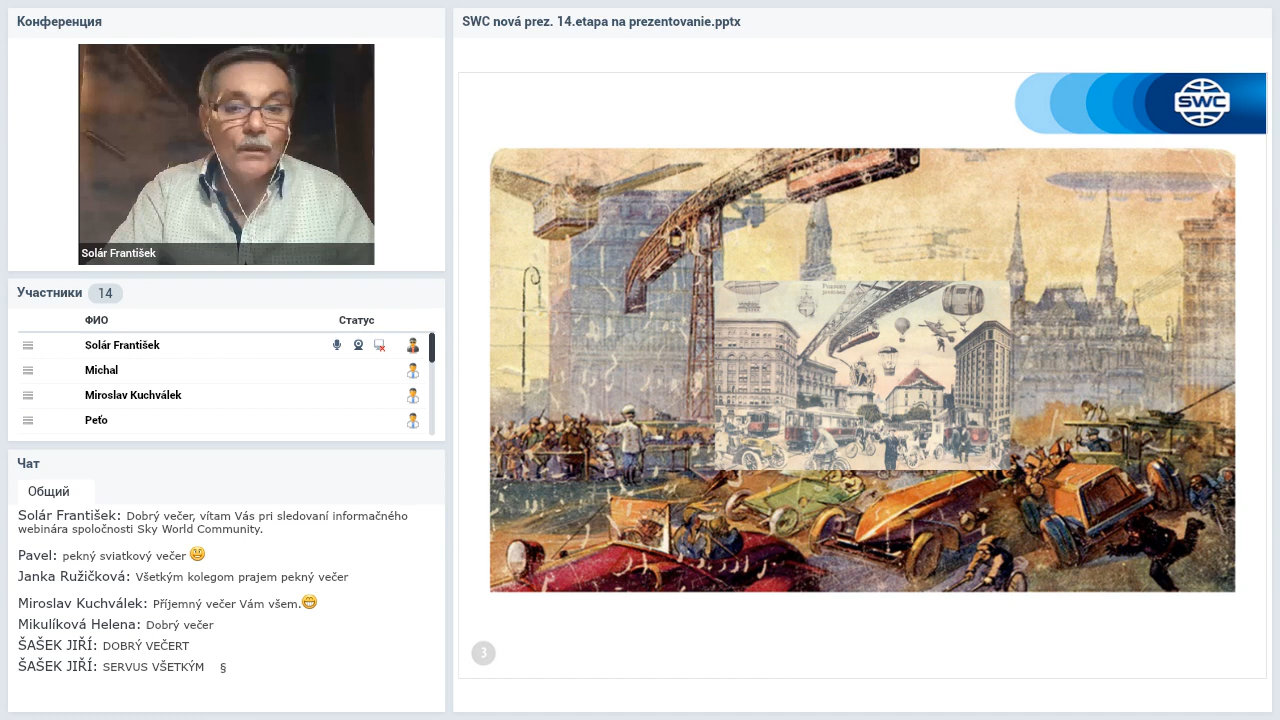 Конференция
Solár František
Участники 14
ФИО Статус
Solár František
Michal
Miroslav Kuchválek
Peťo
Чат
Общий
Solár František: Dobrý večer, vítam Vás pri sledovaní informačného
webinára spoločnosti Sky World Community.
Pavel: pekný sviatkový večer
Janka Ružičková: Všetkým kolegom prajem pekný večer
Miroslav Kuchválek: Příjemný večer Vám všem.
Mikulíková Helena: Dobrý večer
ŠAŠEK JIŘÍ: DOBRÝ VEČERT
ŠAŠEK JIŘÍ: SERVUS VŠETKÝM §
SWC nová prez. 14.etapa na prezentovanie.pptx
SWC
3